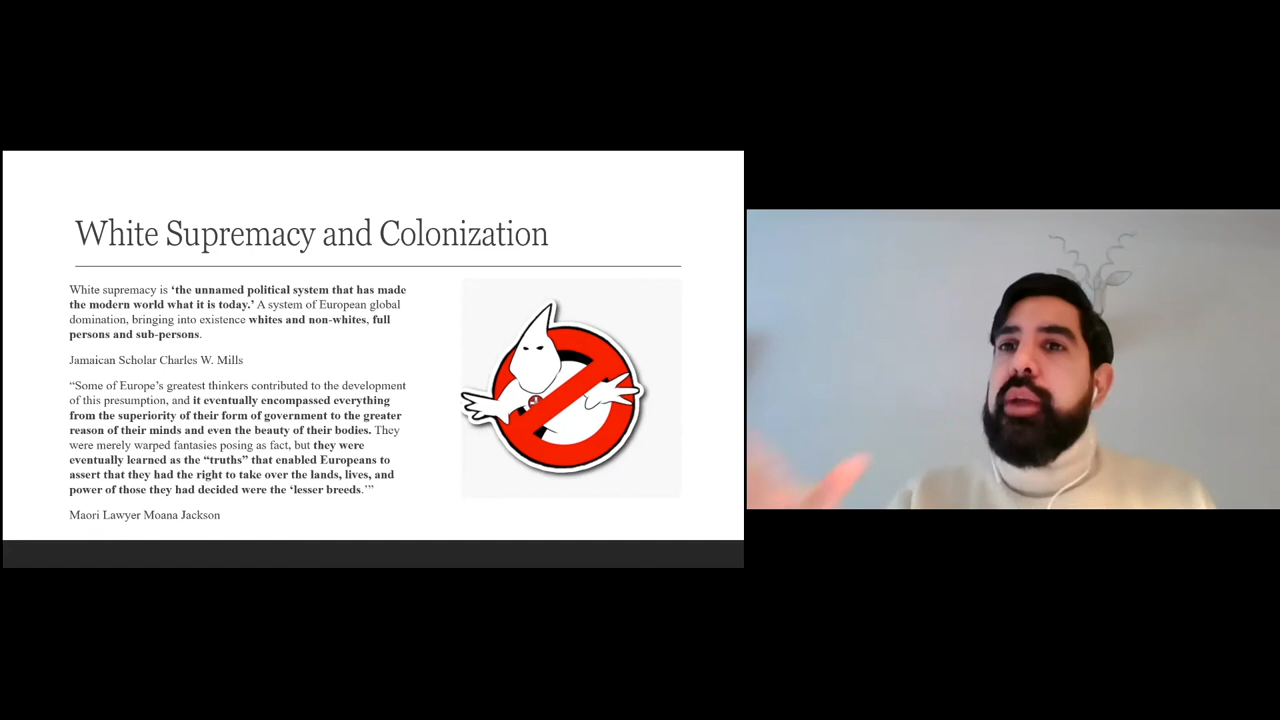 White Supremacy and Colonization
White supremacy is ‘the unnamed political system that has made
the modern world what it is today.’ A system of European global
domination, bringing into existence whites and non-whites, full
persons and sub-persons.
Jamaican Scholar Charles W. Mills
“Some of Europe’s greatest thinkers contributed to the development
of this presumption, and it eventually encompassed everything
from the superiority of their form of government to the greater
reason of their minds and even the beauty of their bodies. They
were merely warped fantasies posing as fact, but they were
eventually learned as the “truths” that enabled Europeans to
assert that they had the right to take over the lands, lives, and
power of those they had decided were the ‘lesser breeds.’”
Maori Lawyer Moana Jackson